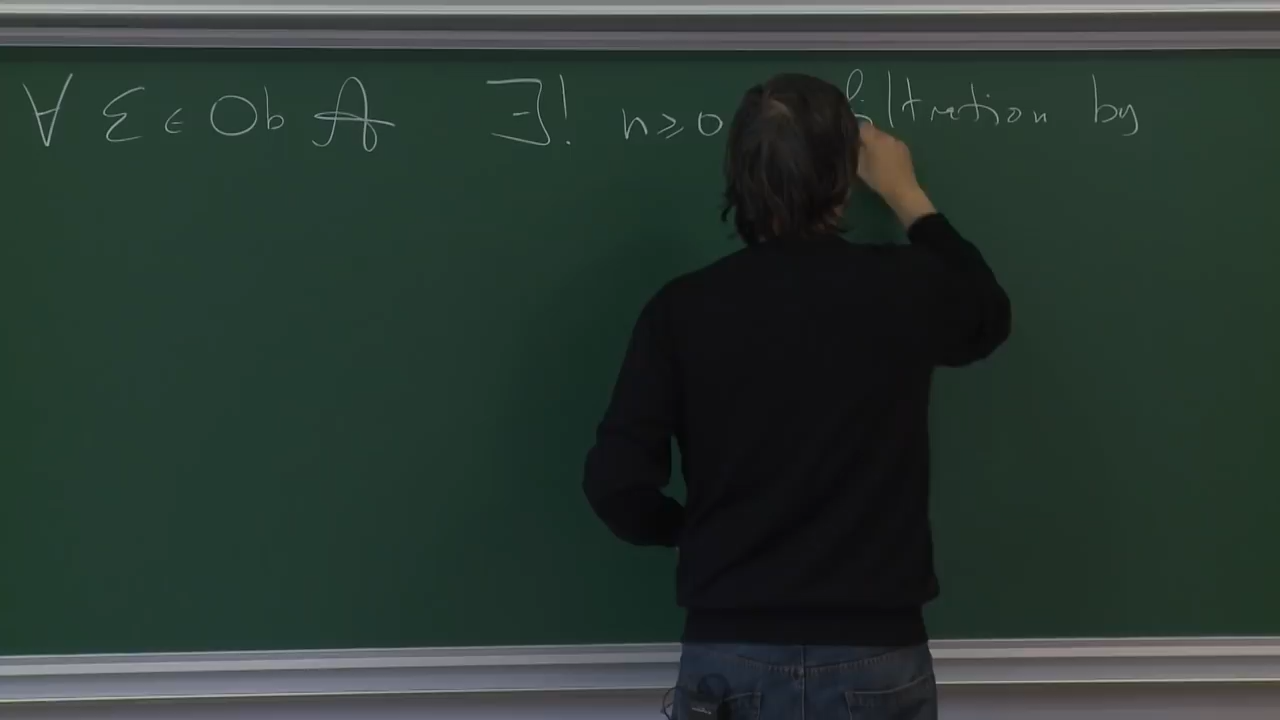 ∀ Ɛ ∈ Ob A ∃! n ≥ 0 filtration by